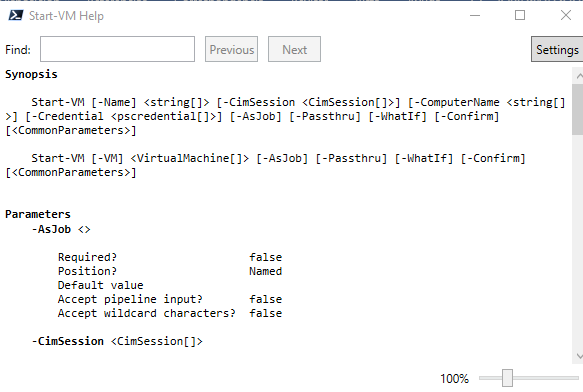 Start-VM Help
Find:
Previous
Next
Settings
Synopsis
Start-VM [-Name] <string[]> [-CimSession <CimSession[]>] [-ComputerName <string[]
>] [-Credential <pscredential[]>] [-AsJob] [-Passthru] [-WhatIf] [-Confirm]
[<CommonParameters>]
Start-VM [-VM] <VirtualMachine[]> [-AsJob] [-Passthru] [-WhatIf] [-Confirm]
[<CommonParameters>]
Parameters
-AsJob <>
Required? false
Position? Named
Default value
Accept pipeline input? false
Accept wildcard characters? false
-CimSession <CimSession[]>
100%